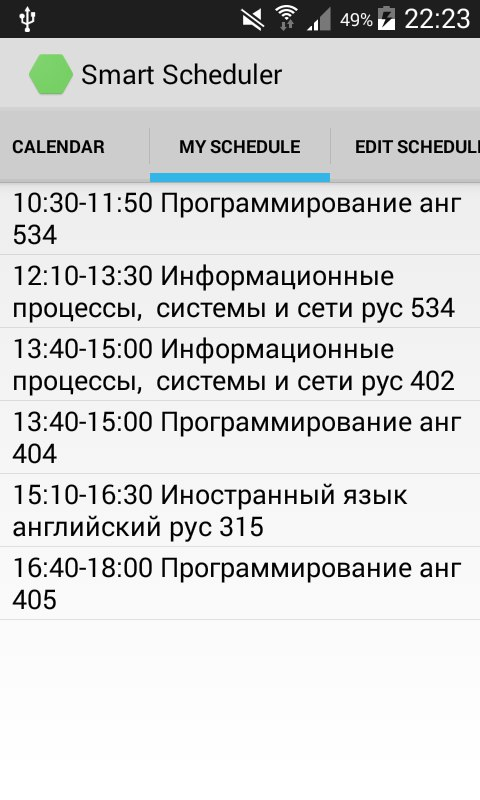 49% 22:23
Smart Scheduler
CALENDAR MY SCHEDULE EDIT SCHEDUL
10:30-11:50 Программирование анг
534
12:10-13:30 Информационные
процессы,  системы и сети рус 534
13:40-15:00 Информационные
процессы,  системы и сети рус 402
13:40-15:00 Программирование анг
404
15:10-16:30 Иностранный язык
английский рус 315
16:40-18:00 Программирование анг
405